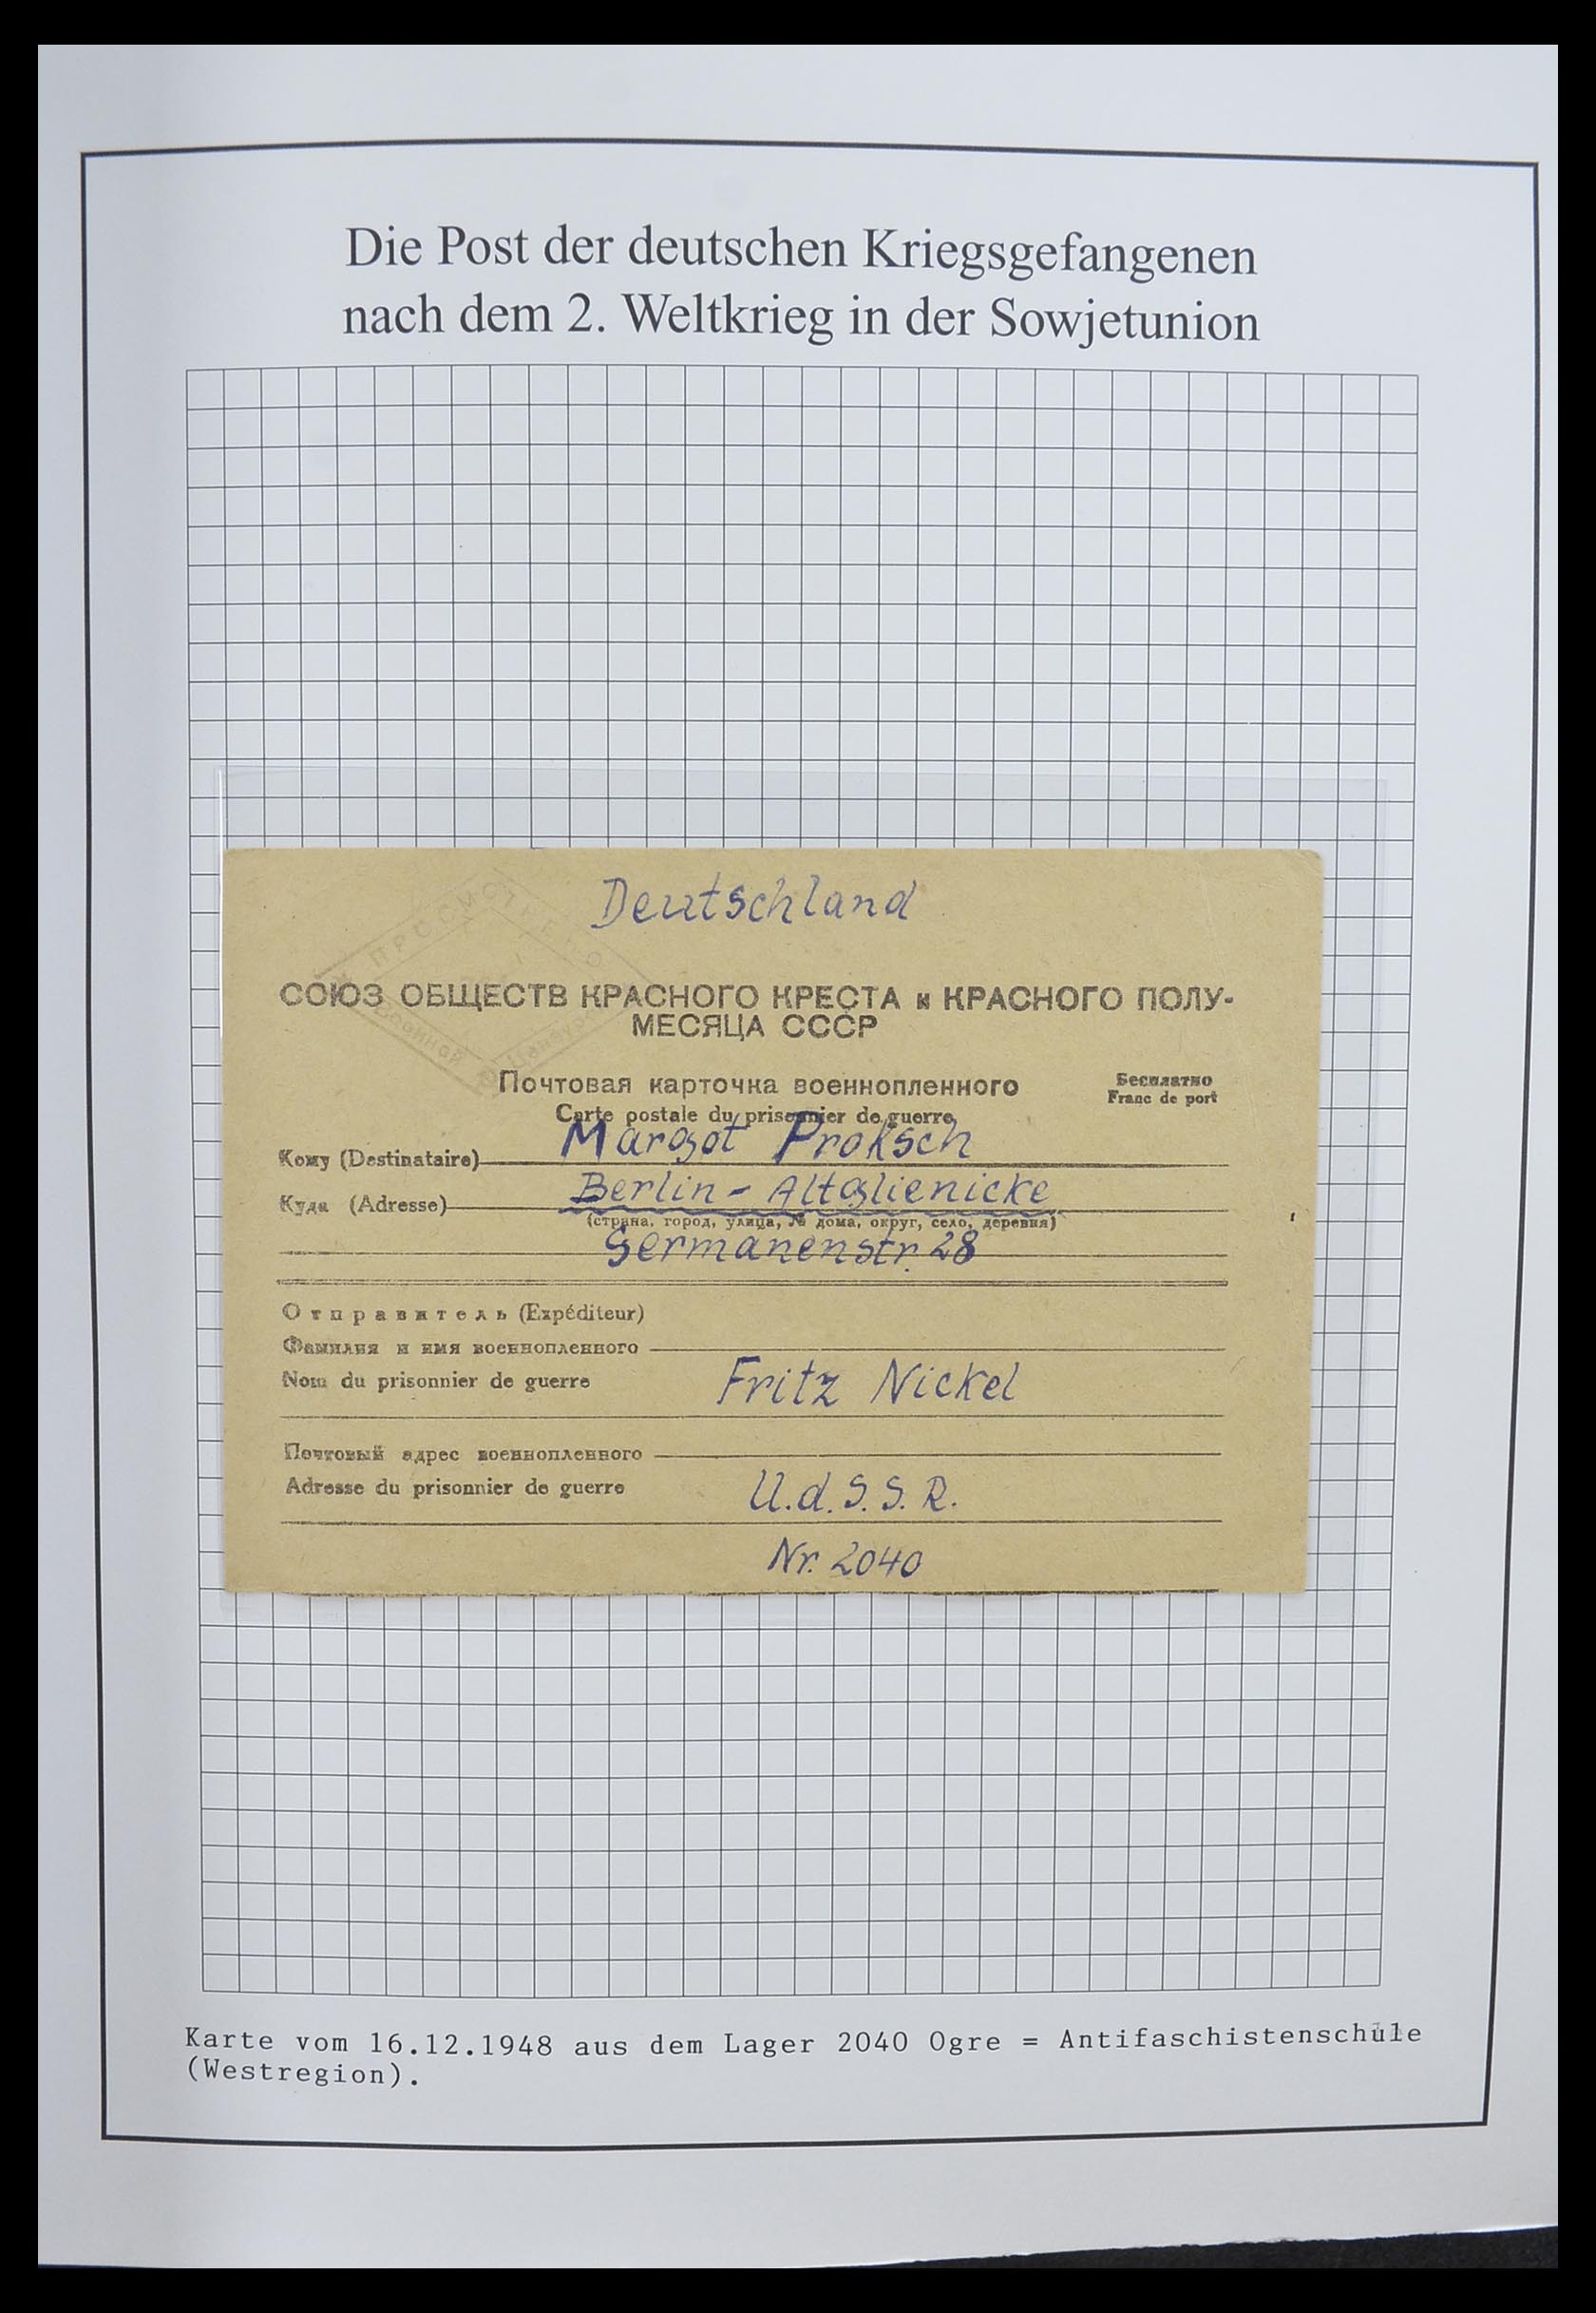 Die Post der deutschen Kriegsgefangenen
nach dem 2. Weltkrieg in der Sowjetunion
Deutschland
ПРОСМОТРЕНО
Военной Цензурой
СОЮЗ ОБЩЕСТВ КРАСНОГО КРЕСТА и КРАСНОГО ПОЛУ-
МЕСЯЦА СССР
Почтовая карточка военнопленного
Бесплатно
Carte postale du prisonnier de guerre
Franc de port
Кому (Destinataire) Margot Proksch
Куда (Adresse) Berlin - Altglienicke
(страна, город, улица, № дома, округ, село, деревня)
Germanenstr. 28
Отправитель (Expéditeur)
Фамилия и имя военнопленного
Nom du prisonnier de guerre Fritz Nickel
Почтовый адрес военнопленного
Adresse du prisonnier de guerre U.d.S.S.R.
Nr. 2040
Karte vom 16.12.1948 aus dem Lager 2040 Ogre = Antifaschistenschule
(Westregion).